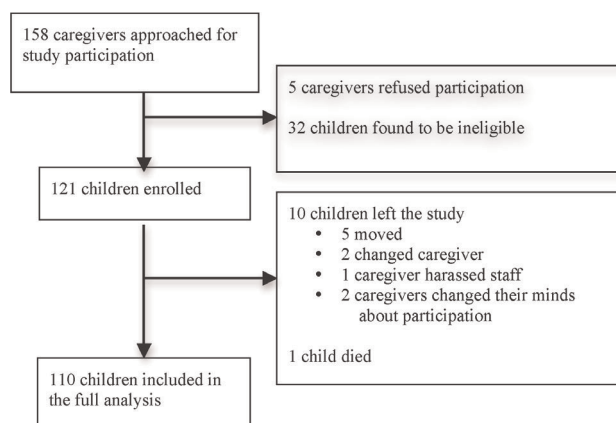 158 caregivers approached for
study participation
5 caregivers refused participation
32 children found to be ineligible
121 children enrolled
10 children left the study
• 5 moved
• 2 changed caregiver
• 1 caregiver harassed staff
• 2 caregivers changed their minds
about participation
1 child died
110 children included in
the full analysis